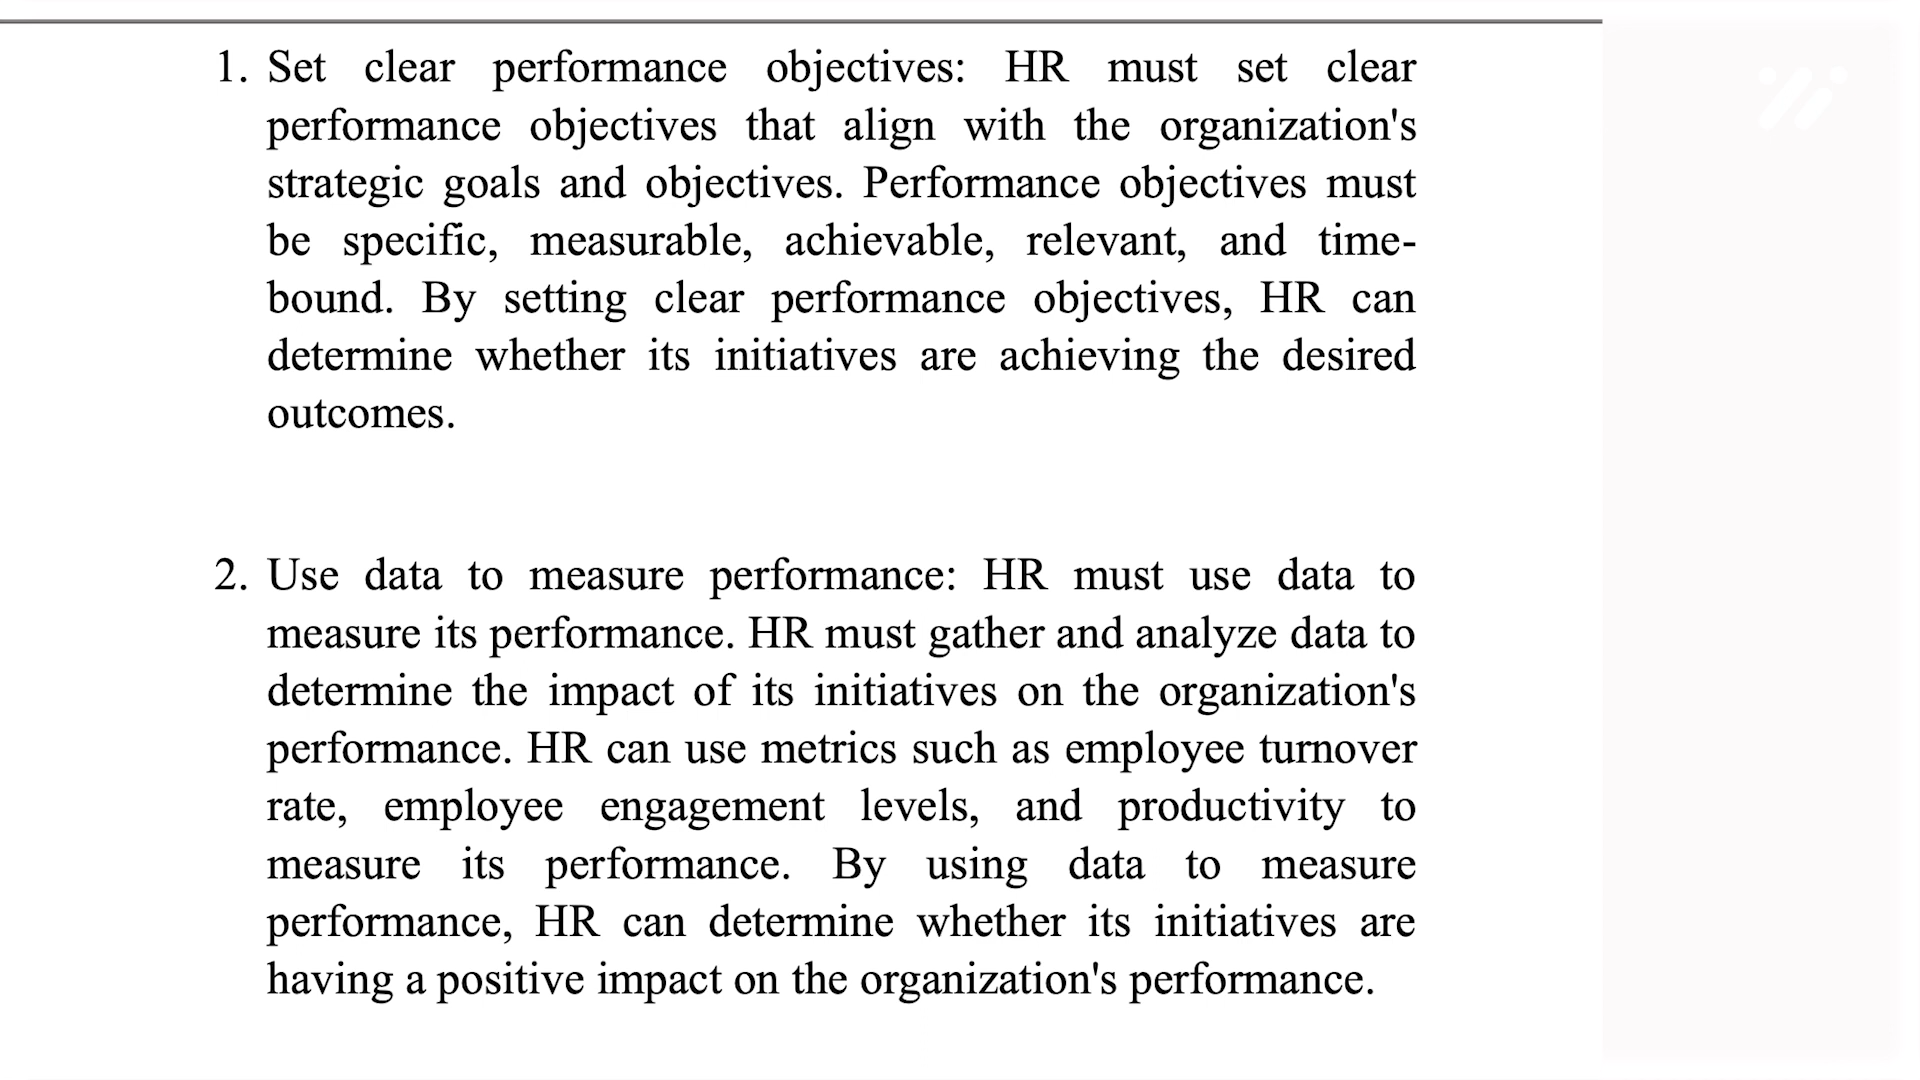 1. Set clear performance objectives: HR must set clear
performance objectives that align with the organization's
strategic goals and objectives. Performance objectives must
be specific, measurable, achievable, relevant, and time-
bound. By setting clear performance objectives, HR can
determine whether its initiatives are achieving the desired
outcomes.
2. Use data to measure performance: HR must use data to
measure its performance. HR must gather and analyze data to
determine the impact of its initiatives on the organization's
performance. HR can use metrics such as employee turnover
rate, employee engagement levels, and productivity to
measure its performance. By using data to measure
performance, HR can determine whether its initiatives are
having a positive impact on the organization's performance.